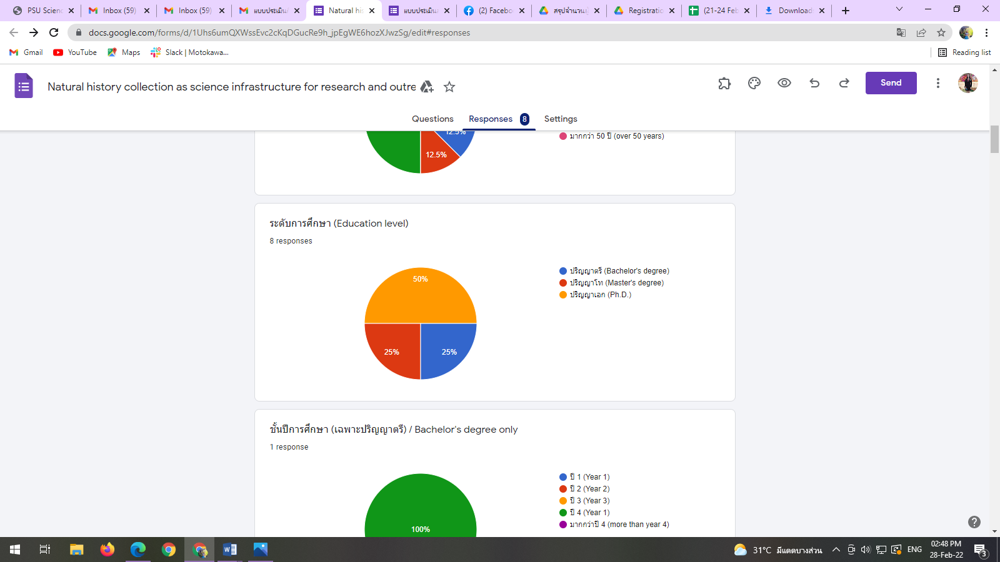 PSU Scienc
Inbox (59)
Inbox (59)
แบบประเมิน
Natural his
แบบประเมิน
(2) Facebo
สรุปจำนวน
Registratio
(21-24 Feb
Download
docs.google.com/forms/d/1Uhs6umQXWssEvc2cKqDGucRe9h_jpEgWE6hozXJwzSg/edit#responses
Gmail
YouTube
Maps
Slack | Motokawa...
Reading list
Natural history collection as science infrastructure for research and outre
Send
Questions
Responses 8
Settings
12.5%
12.5%
มากกว่า 50 ปี (over 50 years)
ระดับการศึกษา (Education level)
8 responses
50%
25%
25%
ปริญญาตรี (Bachelor's degree)
ปริญญาโท (Master's degree)
ปริญญาเอก (Ph.D.)
ชั้นปีการศึกษา (เฉพาะปริญญาตรี) / Bachelor's degree only
1 response
100%
ปี 1 (Year 1)
ปี 2 (Year 2)
ปี 3 (Year 3)
ปี 4 (Year 1)
มากกว่าปี 4 (more than year 4)
31°C มีแดดบางส่วน
ENG
02:48 PM
28-Feb-22
3